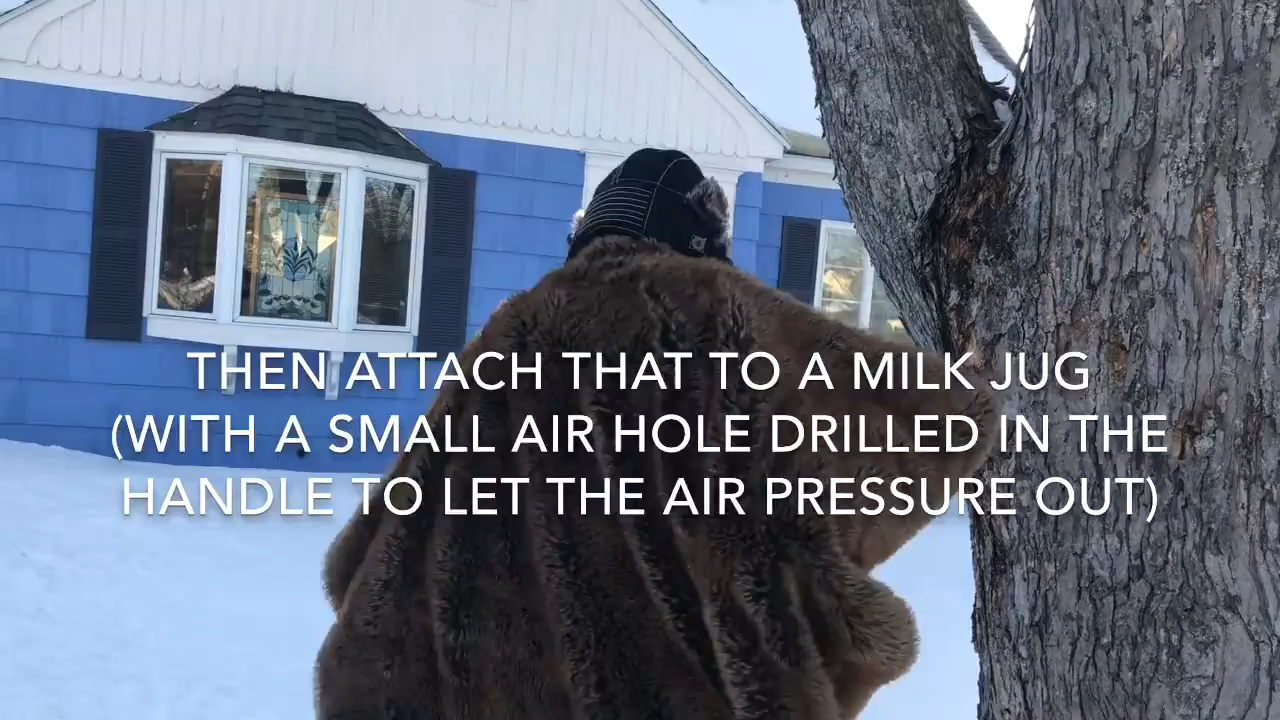 THEN ATTACH THAT TO A MILK JUG
(WITH A SMALL AIR HOLE DRILLED IN THE
HANDLE TO LET THE AIR PRESSURE OUT)